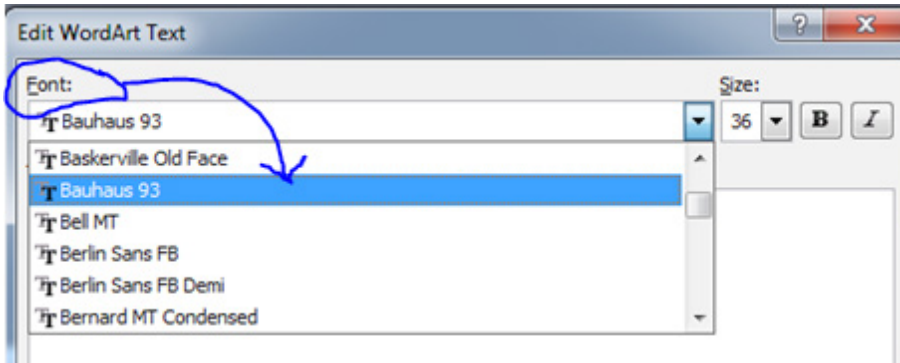 Edit WordArt Text
Font:
Size:
Bauhaus 93
36
B
I
Baskerville Old Face
Bauhaus 93
Bell MT
Berlin Sans FB
Berlin Sans FB Demi
Bernard MT Condensed